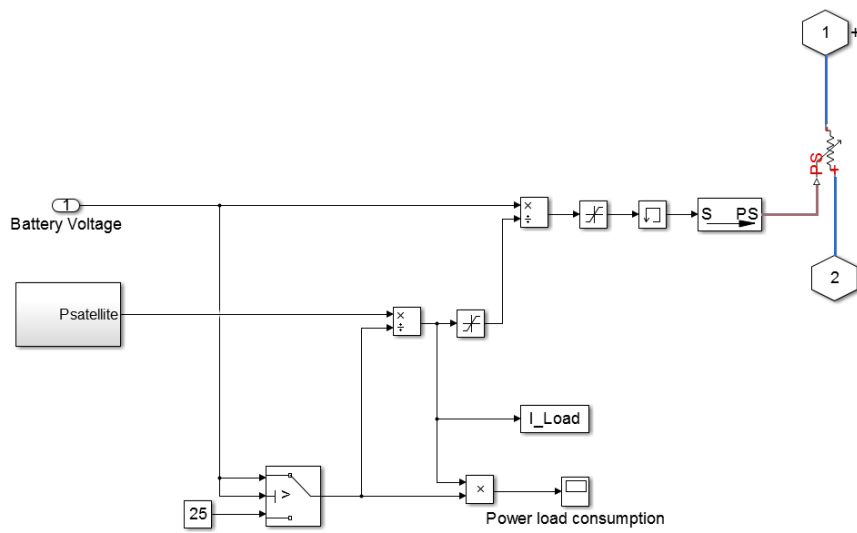 1
+
PS
+
1
Battery Voltage
×
÷
S PS
2
Psatellite
×
÷
I_Load
>
25
×
Power load consumption